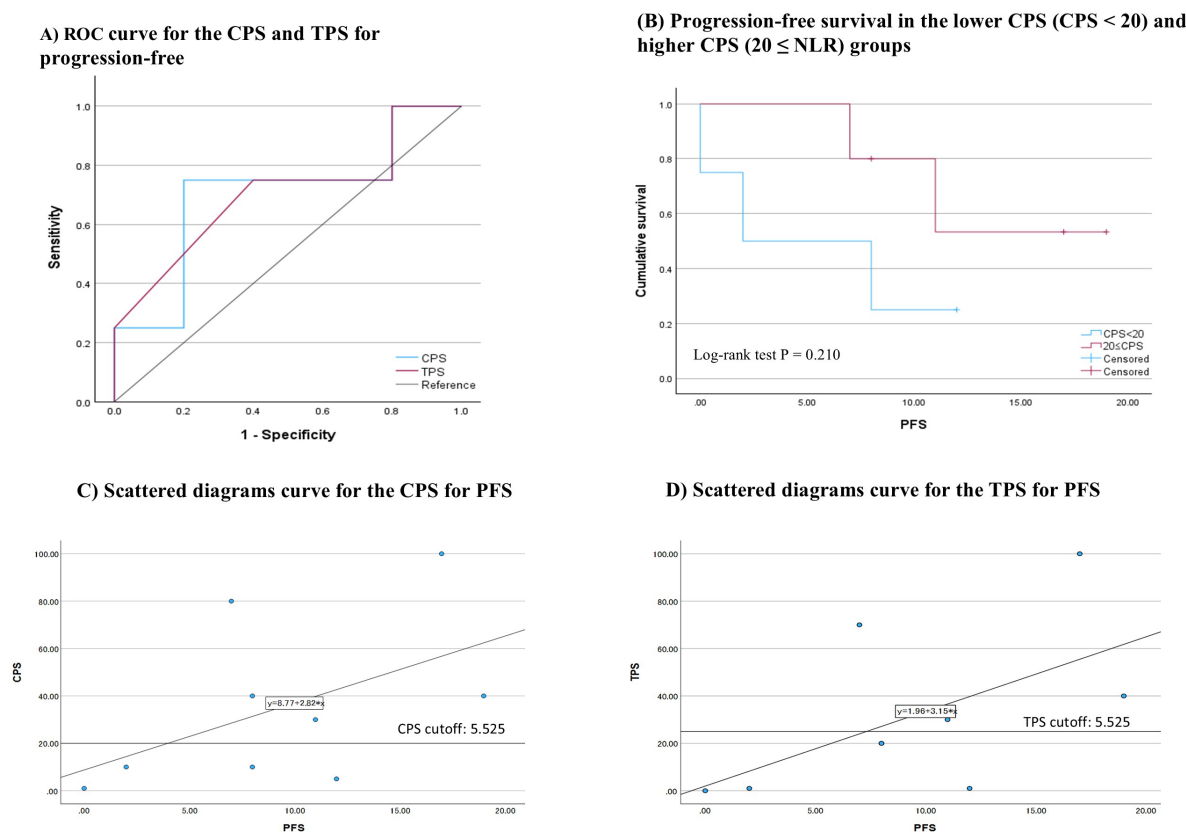 A) ROC curve for the CPS and TPS for
progression-free
1.0
0.8
0.6
0.4
0.2
0.0
Sensitivity
0.0 0.2 0.4 0.6 0.8 1.0
1 - Specificity
CPS
TPS
Reference
(B) Progression-free survival in the lower CPS (CPS < 20) and
higher CPS (20 ≤ NLR) groups
1.0
0.8
0.6
0.4
0.2
0.0
Cumulative survival
Log-rank test P = 0.210
CPS<20
20≤CPS
Censored
Censored
.00 5.00 10.00 15.00 20.00
PFS
C) Scattered diagrams curve for the CPS for PFS
100.00
80.00
60.00
40.00
20.00
.00
CPS
y=8.77+2.82*x
CPS cutoff: 5.525
.00 5.00 10.00 15.00 20.00
PFS
D) Scattered diagrams curve for the TPS for PFS
100.00
80.00
60.00
40.00
20.00
.00
TPS
y=1.96+3.15*x
TPS cutoff: 5.525
.00 5.00 10.00 15.00 20.00
PFS